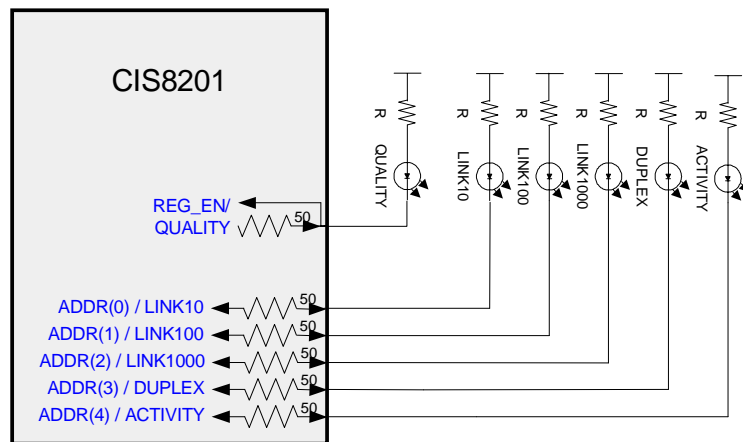 CIS8201
R
R
R
R
R
R
QUALITY
LINK10
LINK100
LINK1000
DUPLEX
ACTIVITY
REG_EN/
QUALITY
50
ADDR(0) / LINK10
50
ADDR(1) / LINK100
50
ADDR(2) / LINK1000
50
ADDR(3) / DUPLEX
50
ADDR(4) / ACTIVITY
50